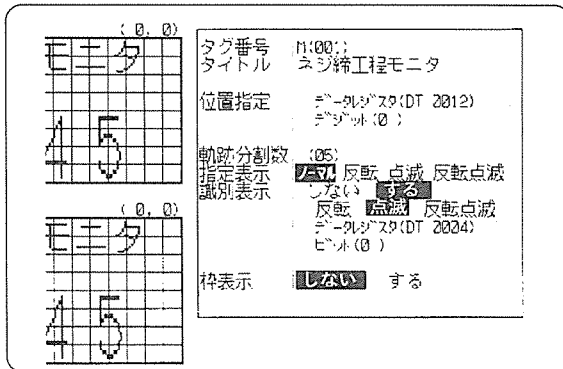 ( 0, 0)
モニタ
4 5
( 0, 0)
モニタ
4 5
タグ番号 M(001)
タイトル ネジ締工程モニタ
位置指定 データレジスタ(DT 2012)
デジット(0 )
軌跡分割数 (05)
指定表示 ノーマル 反転 点滅 反転点滅
識別表示 しない する
反転 点滅 反転点滅
データレジスタ(DT 2004)
ビット(0 )
枠表示 しない する